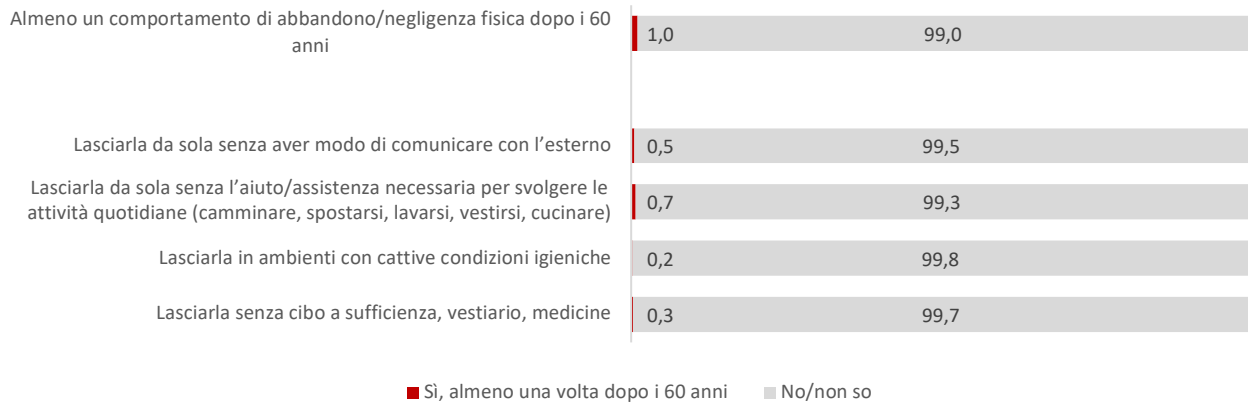 Almeno un comportamento di abbandono/negligenza fisica dopo i 60
anni
1,0 99,0
Lasciarla da sola senza aver modo di comunicare con l’esterno
0,5 99,5
Lasciarla da sola senza l’aiuto/assistenza necessaria per svolgere le
attività quotidiane (camminare, spostarsi, lavarsi, vestirsi, cucinare)
0,7 99,3
Lasciarla in ambienti con cattive condizioni igieniche
0,2 99,8
Lasciarla senza cibo a sufficienza, vestiario, medicine
0,3 99,7
Sì, almeno una volta dopo i 60 anni No/non so